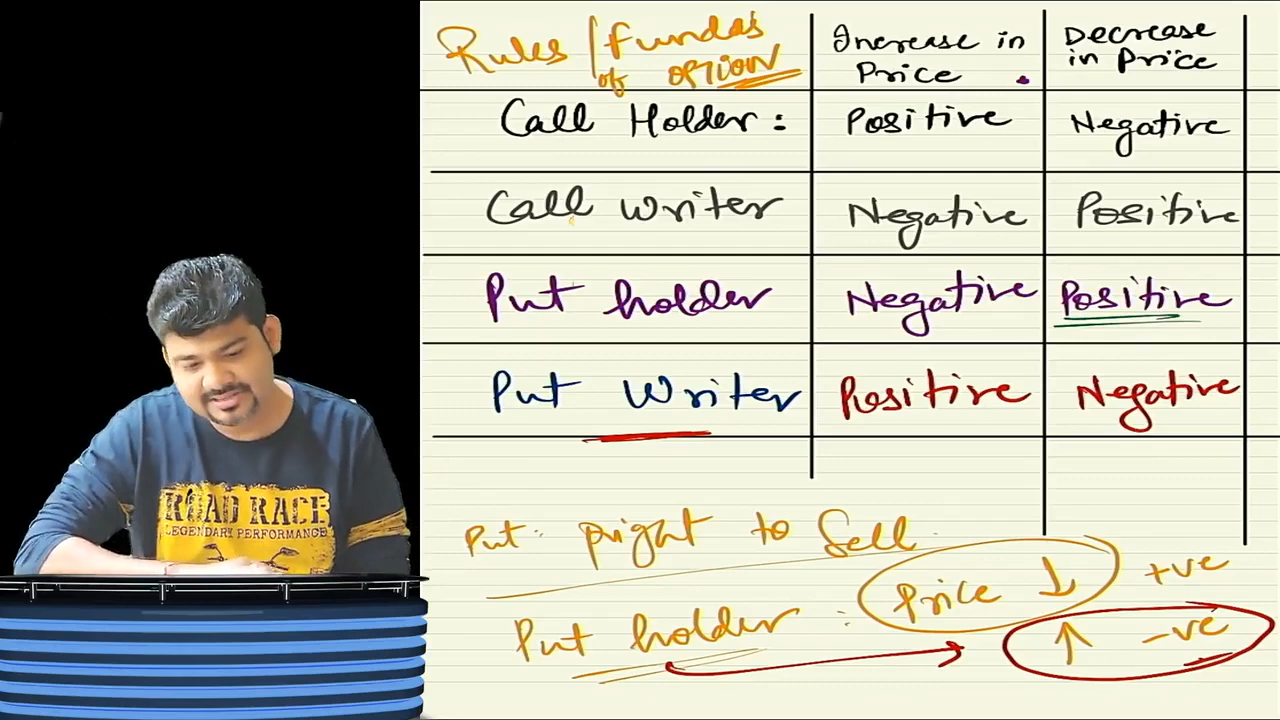 Rules / fundas of option
Increase in Price
Decrease in Price
Call Holder : Positive Negative
Call writer Negative Positive
Put holder Negative Positive
Put Writer Positive Negative
Put : right to Sell
Put holder : Price ↓ +ve
↑ -ve
ROAD RACE
LEGENDARY PERFORMANCE